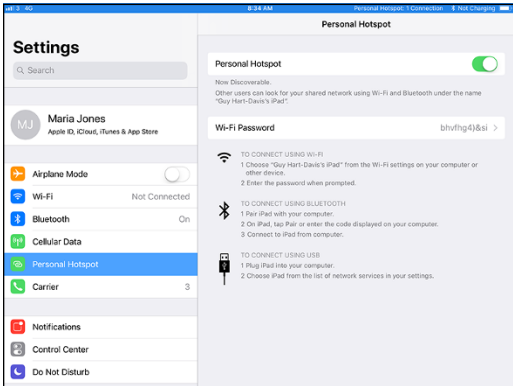 3 4G 8:34 AM Personal Hotspot: 1 Connection Not Charging
Settings
Search
MJ
Maria Jones
Apple ID, iCloud, iTunes & App Store
Airplane Mode
Wi-Fi Not Connected
Bluetooth On
Cellular Data
Personal Hotspot
Carrier 3
Notifications
Control Center
Do Not Disturb
Personal Hotspot
Personal Hotspot
Now Discoverable.
Other users can look for your shared network using Wi-Fi and Bluetooth under the name
"Guy Hart-Davis's iPad".
Wi-Fi Password bhvfhg4)&si
TO CONNECT USING WI-FI
1 Choose "Guy Hart-Davis's iPad" from the Wi-Fi settings on your computer or
other device.
2 Enter the password when prompted.
TO CONNECT USING BLUETOOTH
1 Pair iPad with your computer.
2 On iPad, tap Pair or enter the code displayed on your computer.
3 Connect to iPad from computer.
TO CONNECT USING USB
1 Plug iPad into your computer.
2 Choose iPad from the list of network services in your settings.